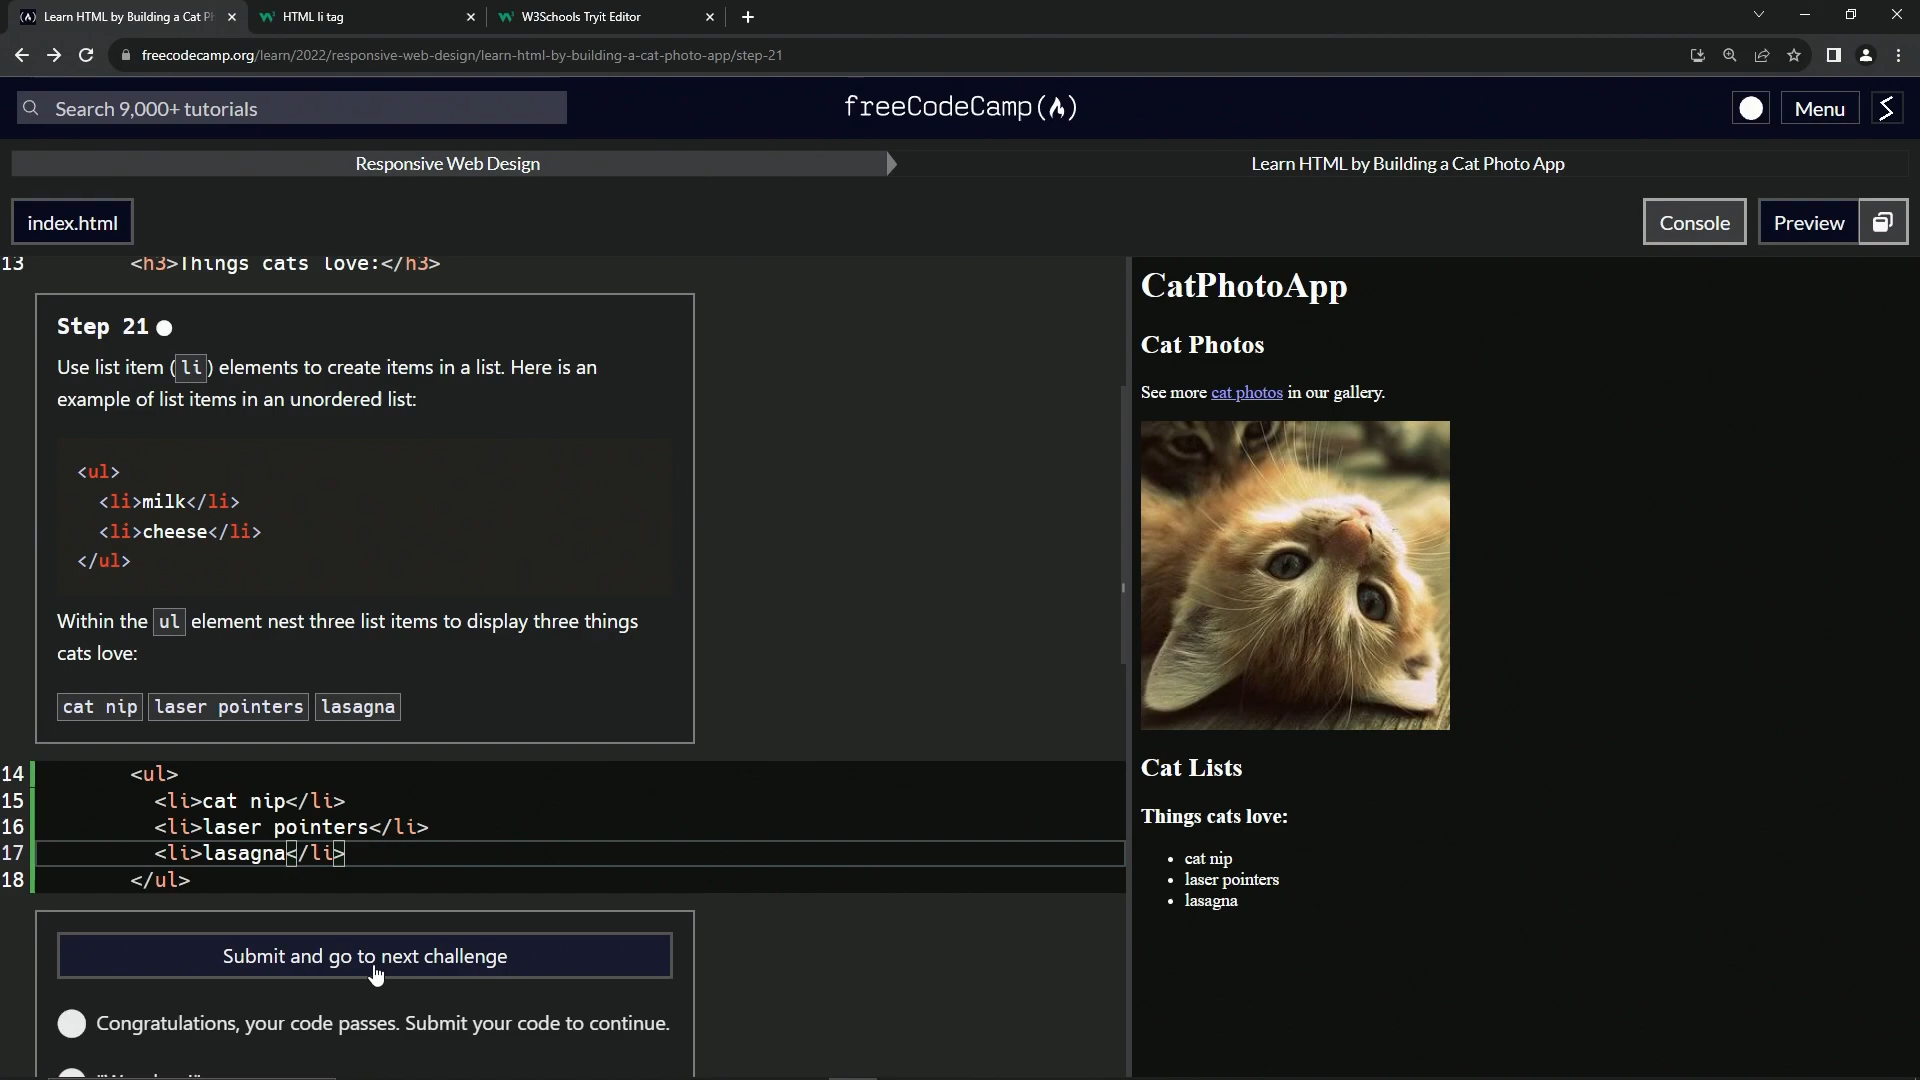 Learn HTML by Building a Cat P
HTML li tag
W3Schools Tryit Editor
freecodecamp.org/learn/2022/responsive-web-design/learn-html-by-building-a-cat-photo-app/step-21
Search 9,000+ tutorials
freeCodeCamp
Menu
Responsive Web Design
Learn HTML by Building a Cat Photo App
index.html
Console
Preview
13 <h3>Things cats love:</h3>
Step 21
Use list item (li) elements to create items in a list. Here is an
example of list items in an unordered list:
<ul>
<li>milk</li>
<li>cheese</li>
</ul>
Within the ul element nest three list items to display three things
cats love:
cat nip laser pointers lasagna
14 <ul>
15 <li>cat nip</li>
16 <li>laser pointers</li>
17 <li>lasagna</li>
18 </ul>
Submit and go to next challenge
Congratulations, your code passes. Submit your code to continue.
CatPhotoApp
Cat Photos
See more cat photos in our gallery.
Cat Lists
Things cats love:
• cat nip
• laser pointers
• lasagna